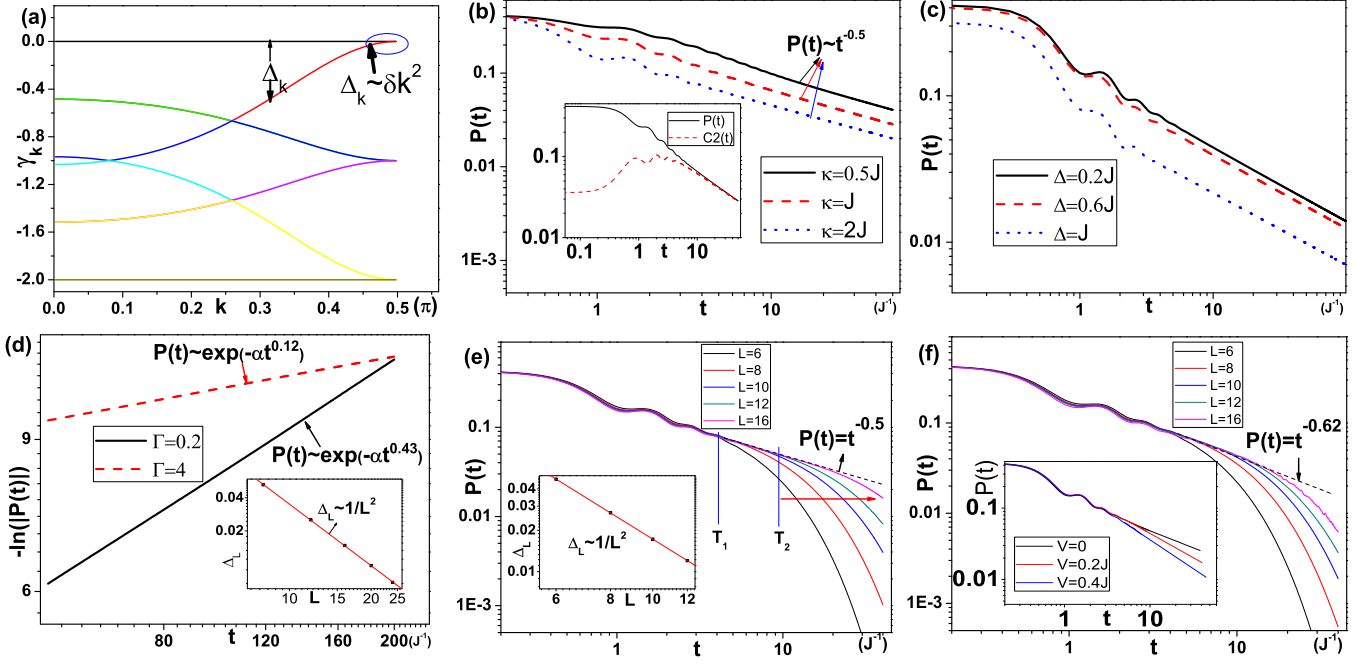 (a)
0.0
-0.4
-0.8
-1.2
-1.6
-2.0
γk
Δk
Δk~δk²
0.0 0.1 0.2 0.3 0.4 0.5 (π)
k
(b)
0.1
0.01
1E-3
P(t)
P(t)~t^-0.5
P(t)
C2(t)
0.1
0.01
0.1 1 t 10
κ=0.5J
κ=J
κ=2J
1 t 10 (J⁻¹)
(c)
0.1
0.01
P(t)
Δ=0.2J
Δ=0.6J
Δ=J
1 t 10 (J⁻¹)
(d)
P(t)~exp(-αt^0.12)
9
6
-ln(|P(t)|)
Γ=0.2
Γ=4
P(t)~exp(-αt^0.43)
0.04
0.02
ΔL
ΔL~1/L²
10 L 15 20 25
80 t 120 160 200 (J⁻¹)
(e)
L=6
L=8
L=10
L=12
L=16
0.1
0.01
1E-3
P(t)
P(t)=t^-0.5
T1 T2
0.04
0.03
0.02
0.01
ΔL
ΔL~1/L²
6 8 L 10 12
1 t 10 (J⁻¹)
(f)
L=6
L=8
L=10
L=12
L=16
0.1
0.01
1E-3
P(t)
P(t)=t^-0.62
P(t)
0.1
0.01
V=0
V=0.2J
V=0.4J
1 t 10
1 t 10 (J⁻¹)